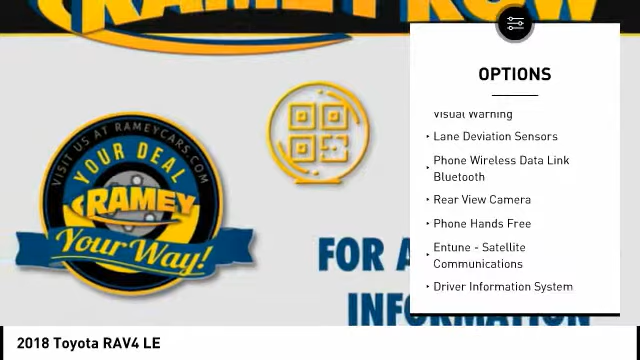 RAMEY ROW
OPTIONS
Visual Warning
Lane Deviation Sensors
Phone Wireless Data Link
Bluetooth
Rear View Camera
Phone Hands Free
Entune - Satellite
Communications
Driver Information System
VISIT US AT RAMEYCARS.COM
YOUR DEAL
RAMEY
Your Way!
FOR A
INFORMATION
2018 Toyota RAV4 LE